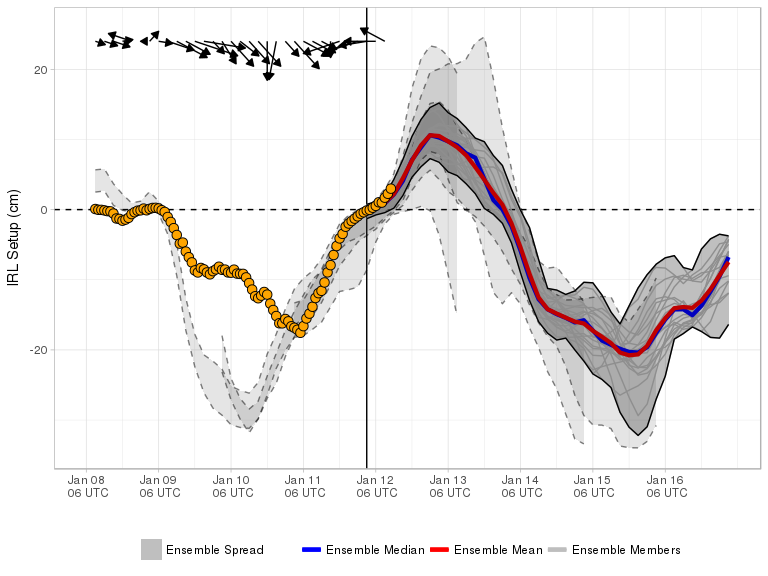 IRL Setup (cm)
20
0
-20
Jan 08 Jan 09 Jan 10 Jan 11 Jan 12 Jan 13 Jan 14 Jan 15 Jan 16
06 UTC 06 UTC 06 UTC 06 UTC 06 UTC 06 UTC 06 UTC 06 UTC 06 UTC
Ensemble Spread Ensemble Median Ensemble Mean Ensemble Members